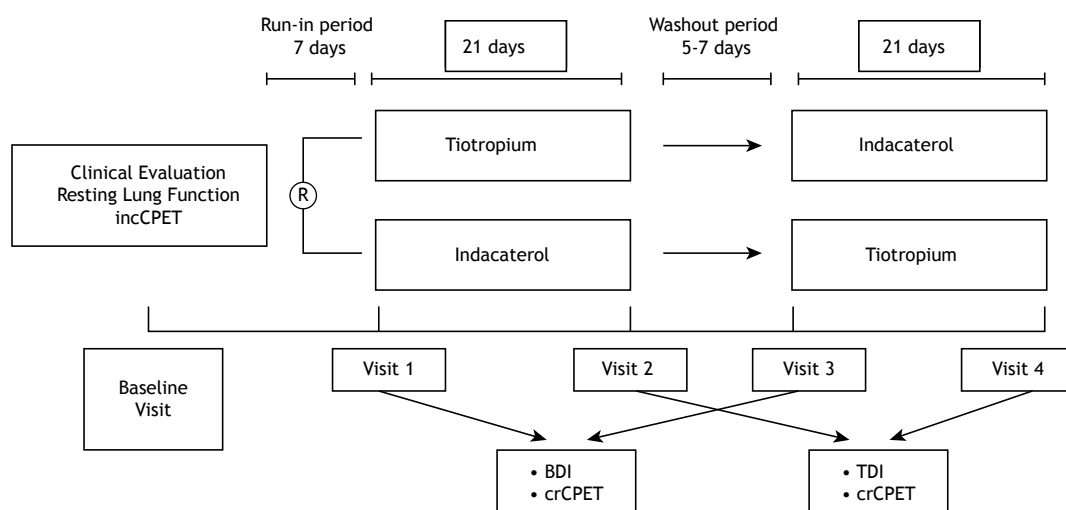 Run-in period
7 days
21 days
Washout period
5-7 days
21 days
Tiotropium
Indacaterol
Clinical Evaluation
Resting Lung Function
incCPET
R
Indacaterol
Tiotropium
Baseline
Visit
Visit 1
Visit 2
Visit 3
Visit 4
• BDI
• crCPET
• TDI
• crCPET